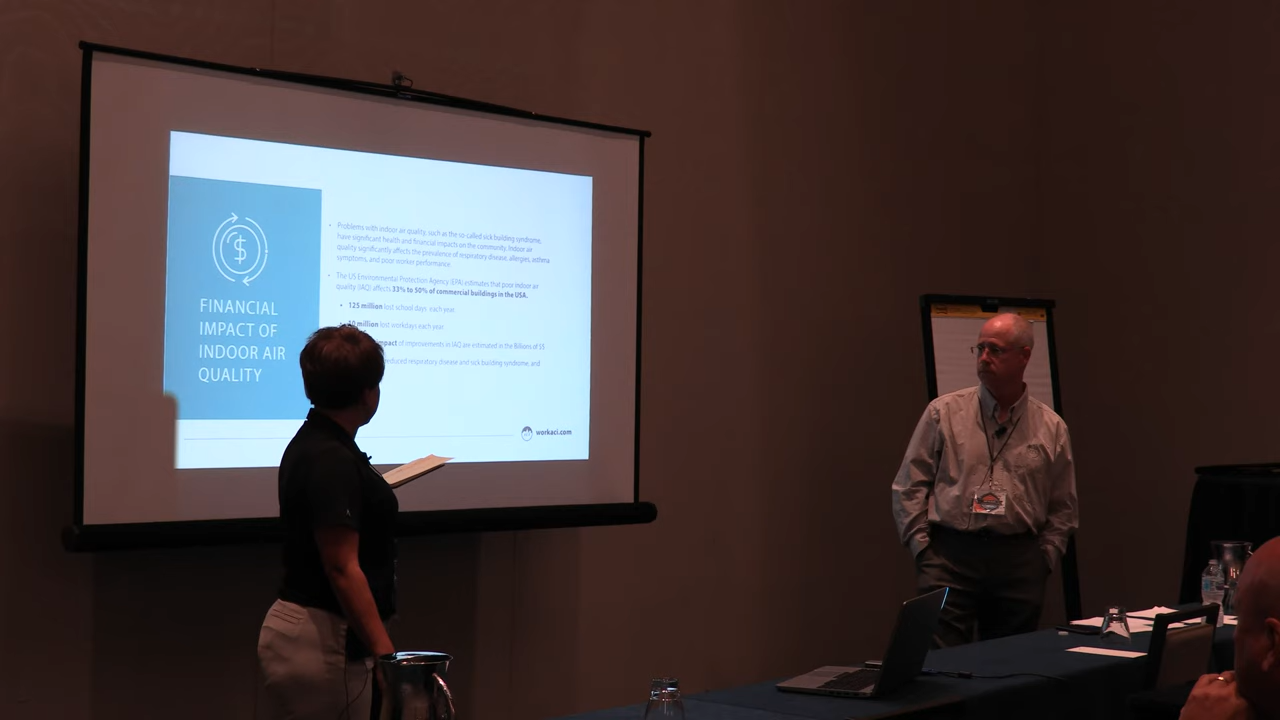 FINANCIAL
IMPACT OF
INDOOR AIR
QUALITY
Problems with indoor air quality, such as the so-called sick building syndrome,
have significant health and financial impacts on the community. Indoor air
quality significantly affects the prevalence of respiratory disease, allergies, asthma
symptoms, and poor worker performance.
The US Environmental Protection Agency (EPA) estimates that poor indoor air
quality (IAQ) affects 33% to 50% of commercial buildings in the USA.
125 million lost school days each year
million lost workdays each year
of improvements in IAQ are estimated in the Billions of $$
reduced respiratory disease and sick building syndrome, and
workaci.com